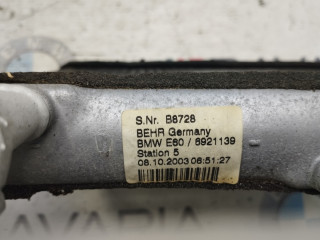 S.Nr. B8728
BEHR Germany
BMW E60 / 6921139
Station 5
08.10.2003 06:51:27